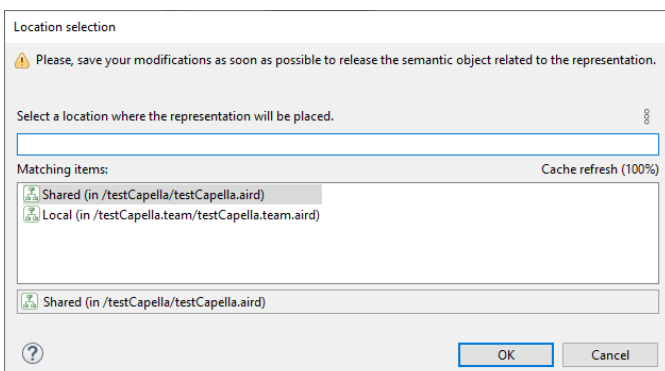 Location selection
Please, save your modifications as soon as possible to release the semantic object related to the representation.
Select a location where the representation will be placed.
Matching items: Cache refresh (100%)
Shared (in /testCapella/testCapella.aird)
Local (in /testCapella.team/testCapella.team.aird)
Shared (in /testCapella/testCapella.aird)
? OK Cancel